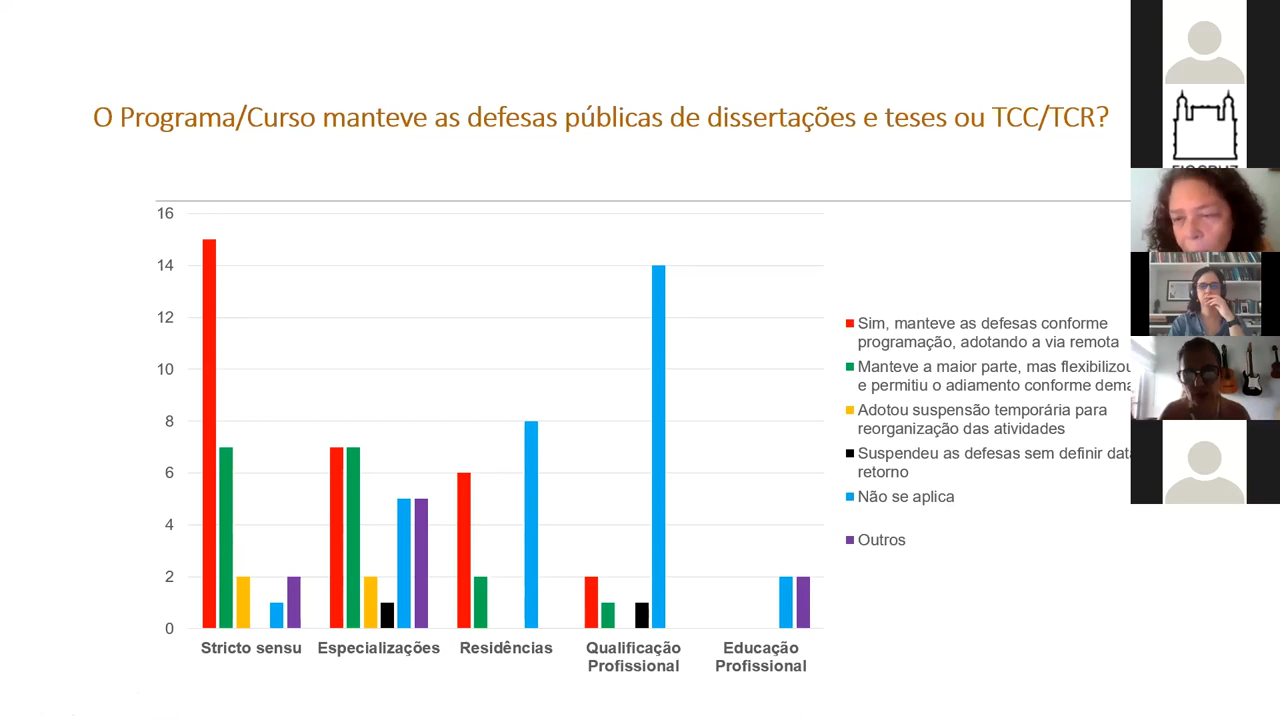 O Programa/Curso manteve as defesas públicas de dissertações e teses ou TCC/TCR?
16
14
12
10
8
6
4
2
0
Stricto sensu
Especializações
Residências
Qualificação
Profissional
Educação
Profissional
Sim, manteve as defesas conforme
programação, adotando a via remota
Manteve a maior parte, mas flexibilizou
e permitiu o adiamento conforme
Adotou suspensão temporária para
reorganização das atividades
Suspendeu as defesas sem definir
retorno
Não se aplica
Outros